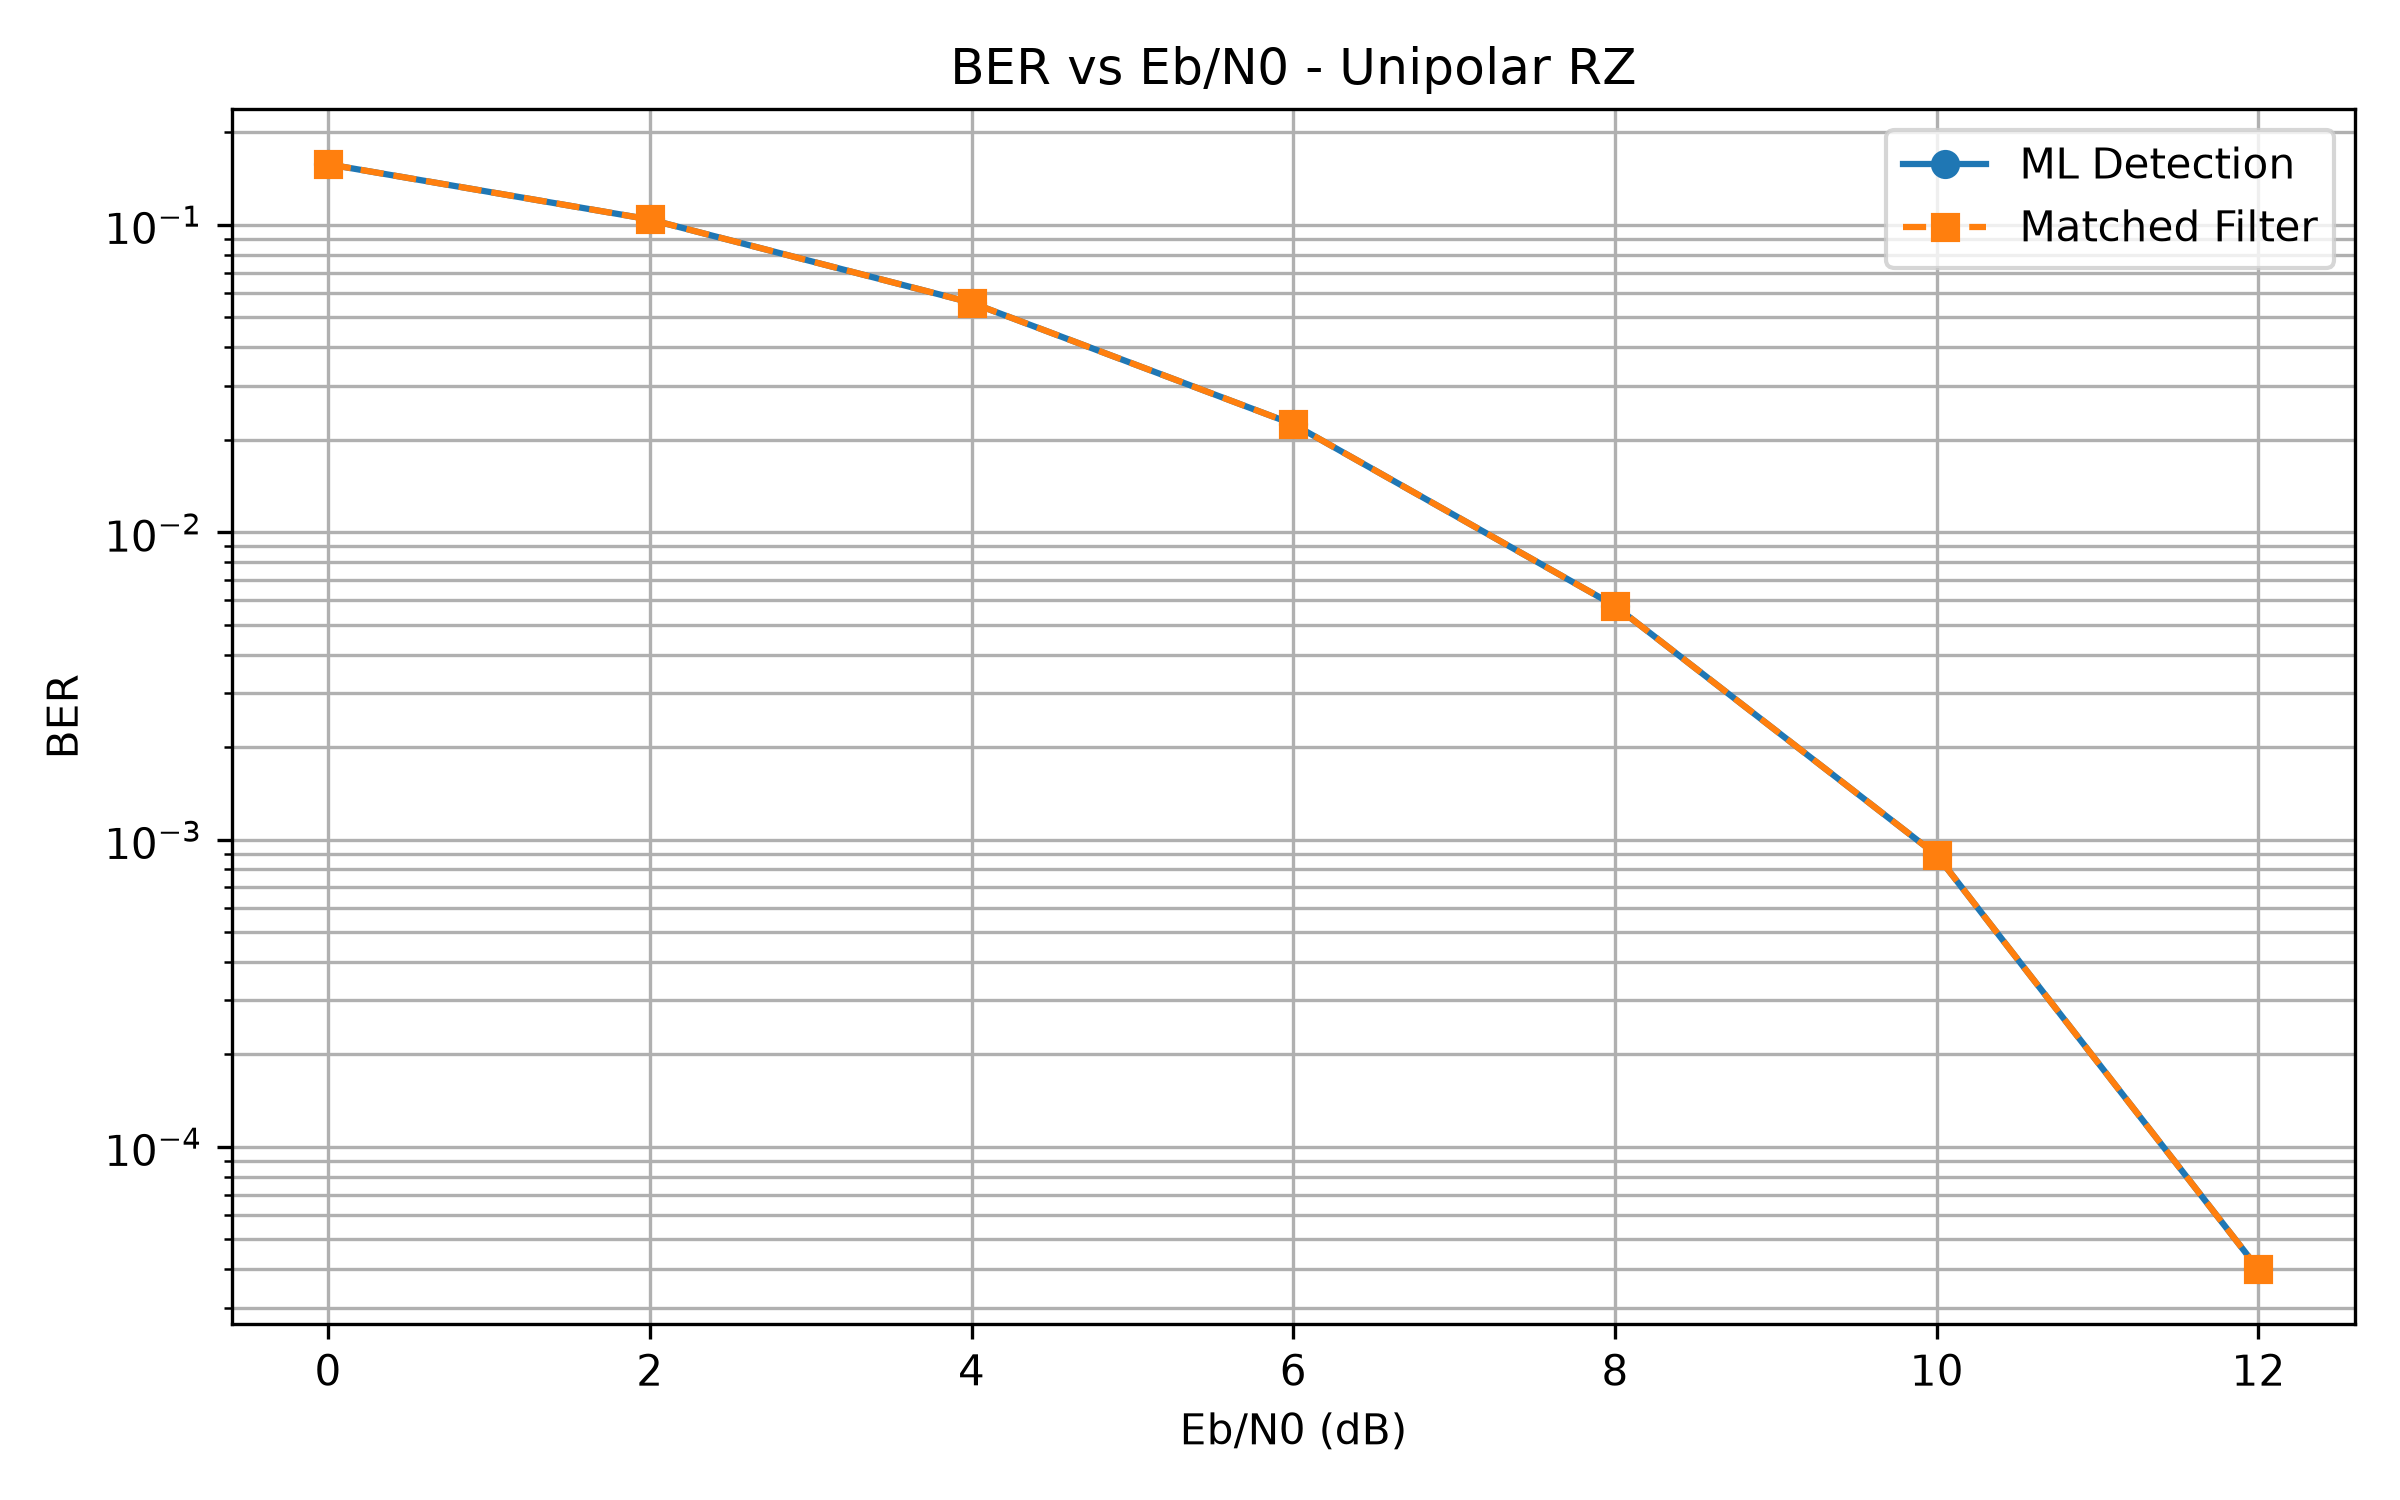 BER vs Eb/N0 - Unipolar RZ
ML Detection
Matched Filter
10⁻¹
10⁻²
10⁻³
10⁻⁴
BER
0 2 4 6 8 10 12
Eb/N0 (dB)